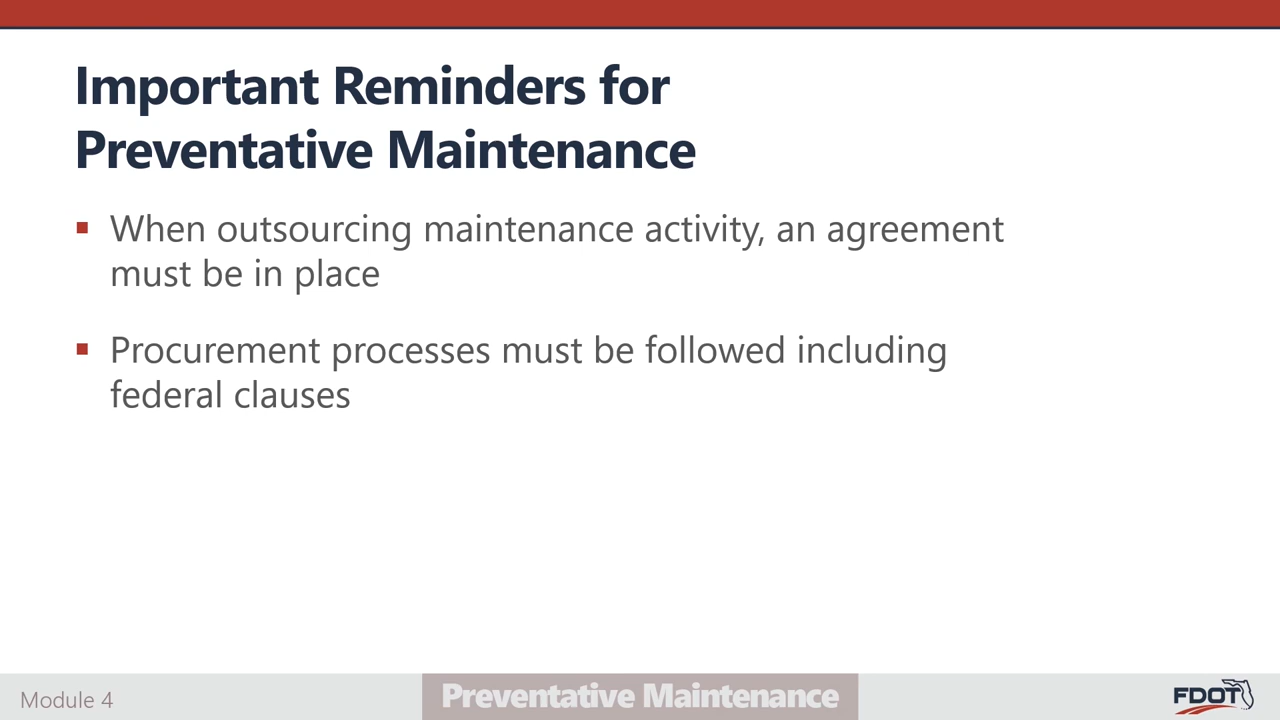 Important Reminders for
Preventative Maintenance
▪ When outsourcing maintenance activity, an agreement
must be in place
▪ Procurement processes must be followed including
federal clauses
Module 4
Preventative Maintenance
FDOT